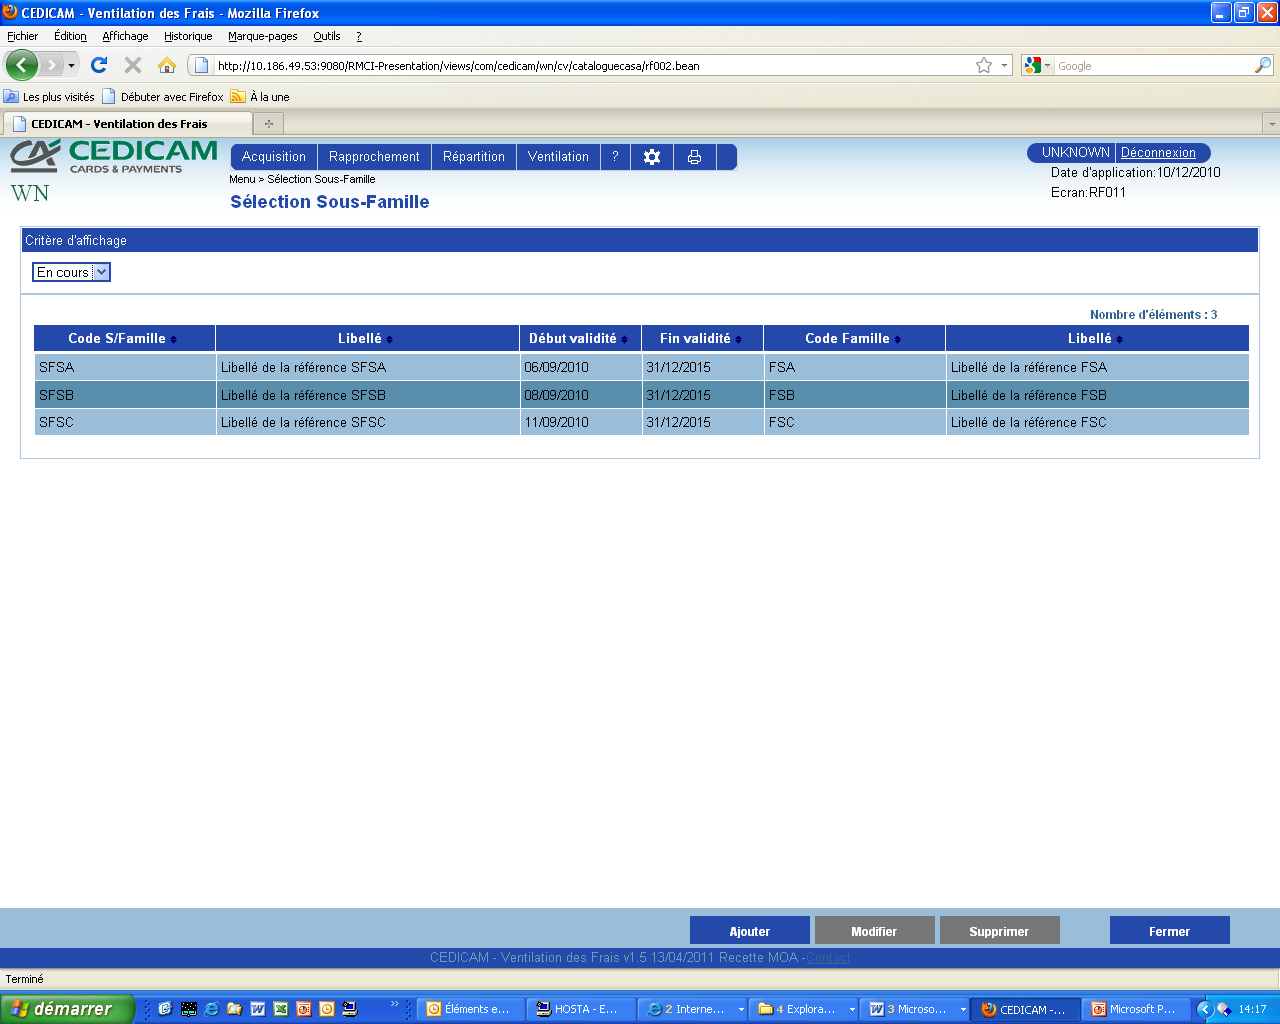 CEDICAM - Ventilation des Frais - Mozilla Firefox
Fichier Édition Affichage Historique Marque-pages Outils ?
http://10.186.49.53:9080/RMCI-Presentation/views/com/cedicam/wn/cv/cataloguecasa/rf002.bean Google
Les plus visités Débuter avec Firefox À la une
CEDICAM - Ventilation des Frais
CEDICAM
CARDS & PAYMENTS
WN
Acquisition Rapprochement Répartition Ventilation ?
UNKNOWN Déconnexion
Menu > Sélection Sous-Famille
Date d'application:10/12/2010
Sélection Sous-Famille
Ecran:RF011
Critère d'affichage
En cours
Nombre d'éléments : 3
Code S/Famille Libellé Début validité Fin validité Code Famille Libellé
SFSA Libellé de la référence SFSA 06/09/2010 31/12/2015 FSA Libellé de la référence FSA
SFSB Libellé de la référence SFSB 08/09/2010 31/12/2015 FSB Libellé de la référence FSB
SFSC Libellé de la référence SFSC 11/09/2010 31/12/2015 FSC Libellé de la référence FSC
Ajouter Modifier Supprimer Fermer
CEDICAM - Ventilation des Frais v1.5 13/04/2011 Recette MOA -Contact
Terminé
démarrer Éléments e... HOSTA - E... 2 Interne... 4 Explora... 3 Microso... CEDICAM -... Microsoft P... 14:17